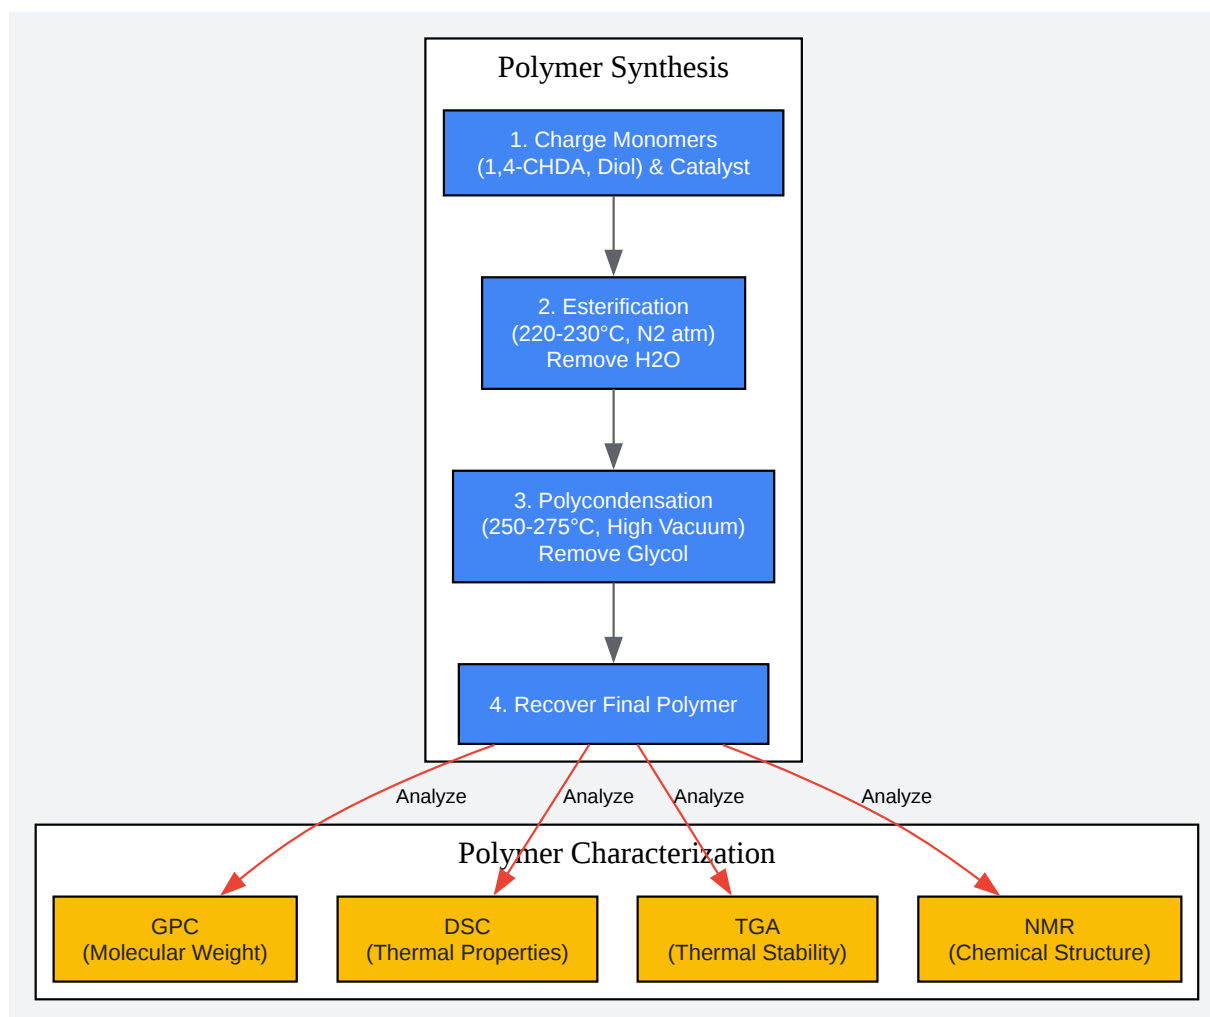 Polymer Synthesis
1. Charge Monomers
(1,4-CHDA, Diol) & Catalyst
2. Esterification
(220-230°C, N2 atm)
Remove H2O
3. Polycondensation
(250-275°C, High Vacuum)
Remove Glycol
4. Recover Final Polymer
Analyze
Analyze
Analyze
Analyze
Polymer Characterization
GPC
(Molecular Weight)
DSC
(Thermal Properties)
TGA
(Thermal Stability)
NMR
(Chemical Structure)